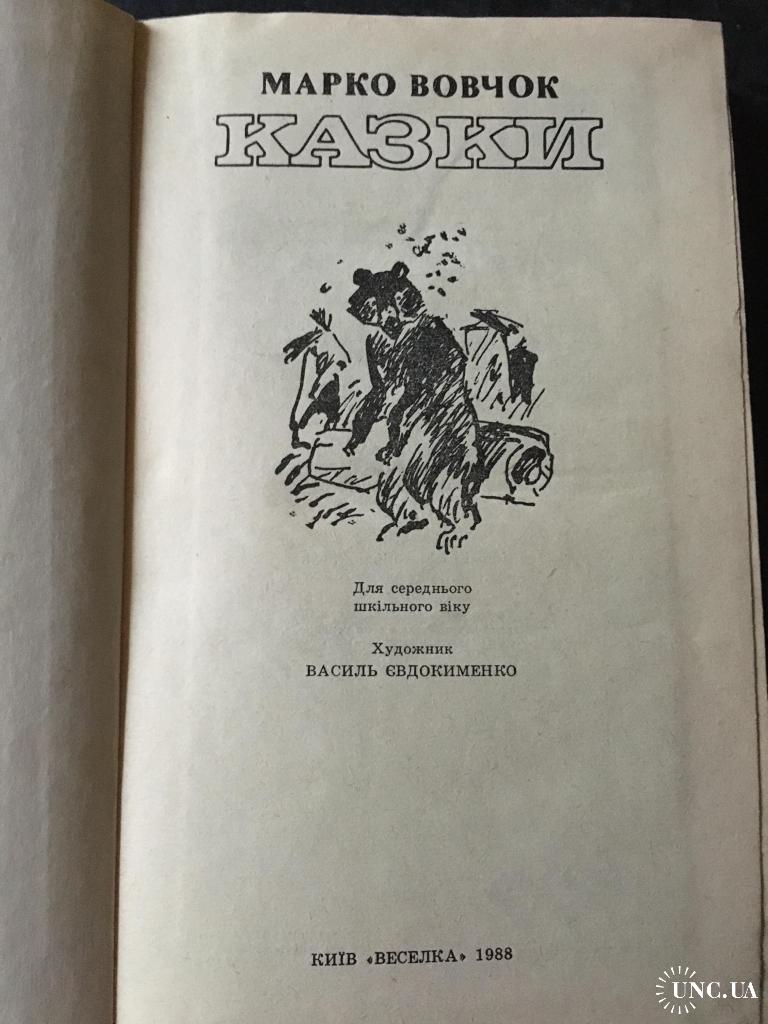 МАРКО ВОВЧОК
КАЗКИ
Для середнього
шкільного віку
Художник
ВАСИЛЬ ЄВДОКИМЕНКО
КИЇВ «ВЕСЕЛКА» 1988
UNC.UA